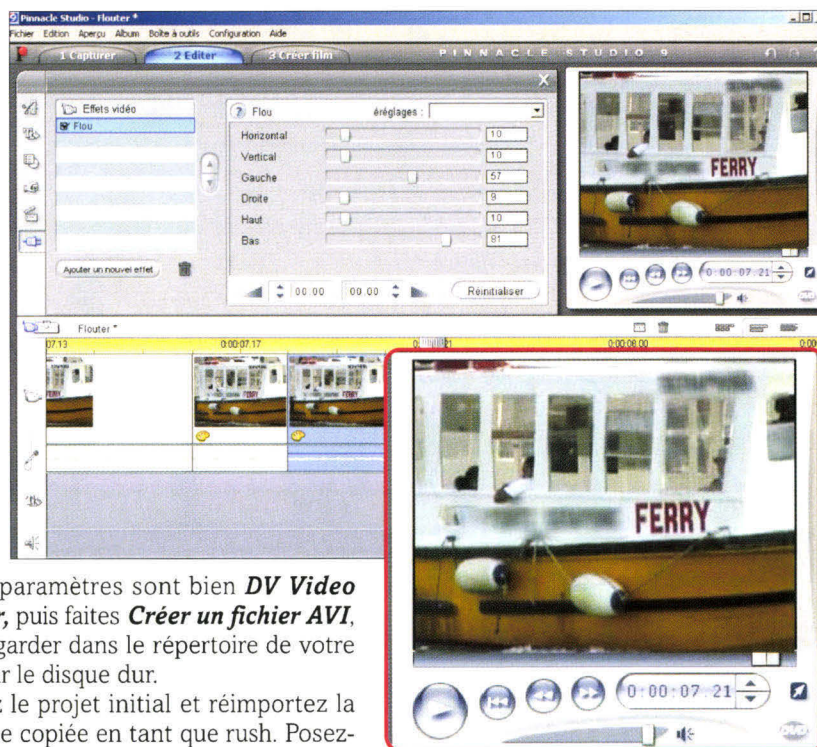 Pinnacle Studio - Flouter *
Fichier Edition Aperçu Album Boîte à outils Configuration Aide
1 Capturer 2 Editer 3 Créer film PINNACLE STUDIO 9
Effets vidéo
Flou
Ajouter un nouvel effet
Flou éréglages :
Horizontal 10
Vertical 10
Gauche 57
Droite 9
Haut 10
Bas 81
00.00 00.00 Réinitialiser
FERRY
0:00:07.21
Flouter *
07.13 0:00:07.17 21 0:00:08.00
FERRY
0:00:07.21
DVD
paramètres sont bien DV Video
r, puis faites Créer un fichier AVI,
garder dans le répertoire de votre
r le disque dur.
z le projet initial et réimportez la
e copiée en tant que rush. Posez-